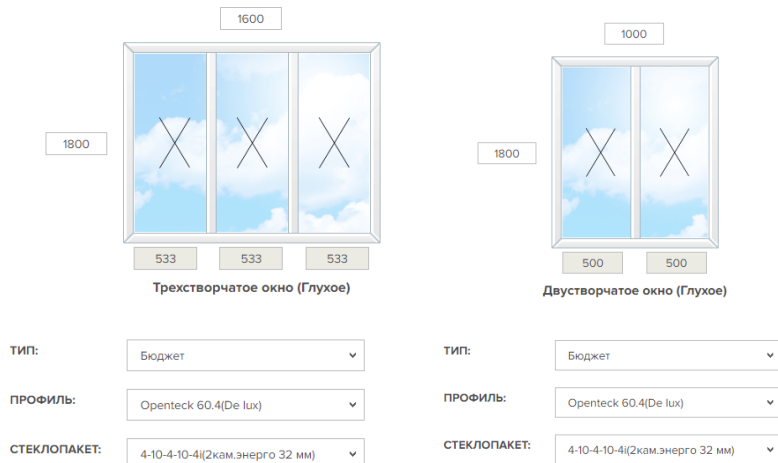 1600
1800
533 533 533
Трехстворчатое окно (Глухое)
ТИП: Бюджет
ПРОФИЛЬ: Openteck 60.4(De lux)
СТЕКЛОПАКЕТ: 4-10-4-10-4i(2кам.энерго 32 мм)
1000
1800
500 500
Двустворчатое окно (Глухое)
ТИП: Бюджет
ПРОФИЛЬ: Openteck 60.4(De lux)
СТЕКЛОПАКЕТ: 4-10-4-10-4i(2кам.энерго 32 мм)